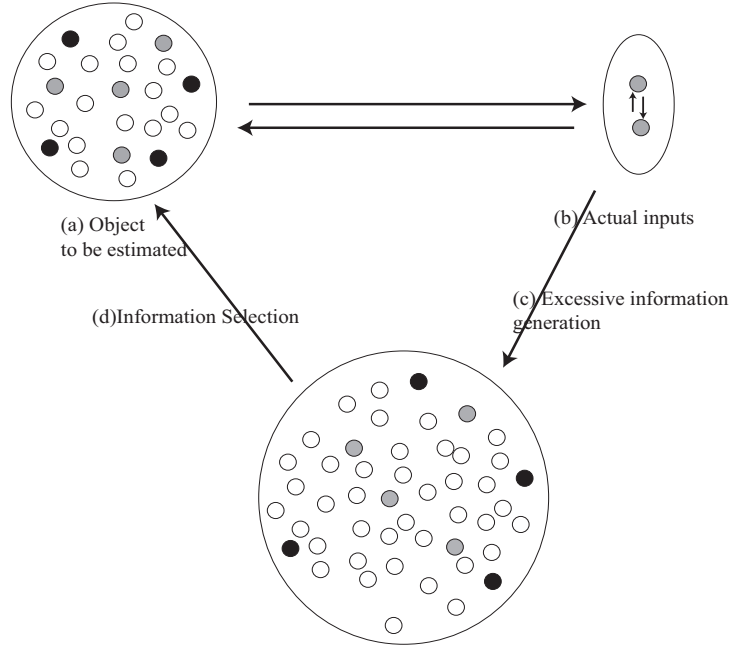 (a) Object
to be estimated
(b) Actual inputs
(c) Excessive information
generation
(d)Information Selection